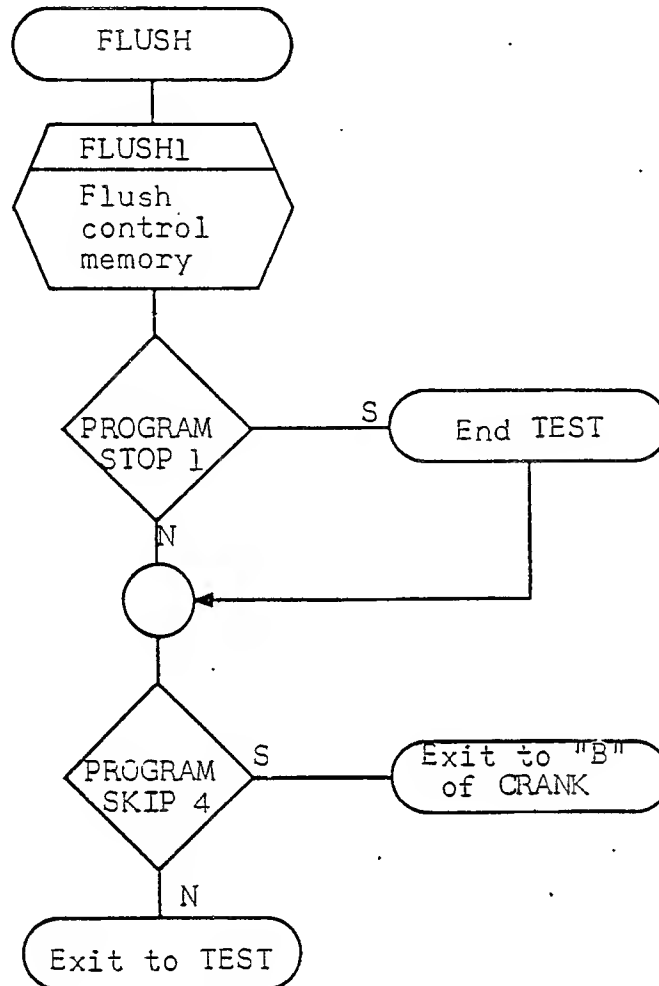 FLUSH
FLUSH1
Flush
control
memory
PROGRAM
STOP 1
S
End TEST
N
PROGRAM
SKIP 4
S
Exit to "B"
of CRANK
N
Exit to TEST